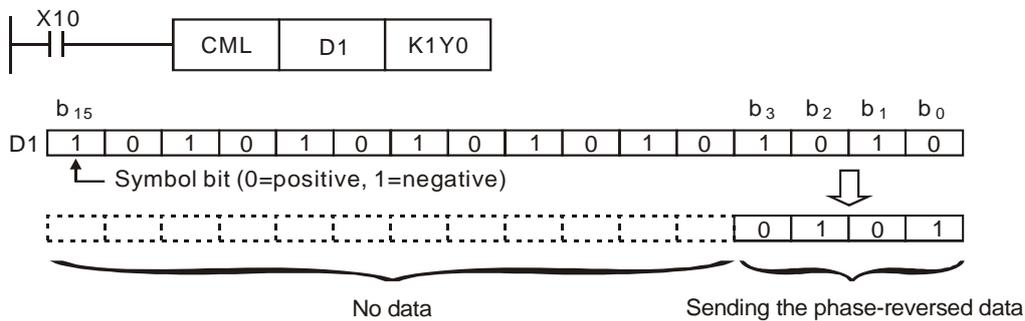 X10
CML D1 K1Y0
b15 b3 b2 b1 b0
D1 1 0 1 0 1 0 1 0 1 0 1 0 1 0 1 0
Symbol bit (0=positive, 1=negative)
0 1 0 1
No data Sending the phase-reversed data